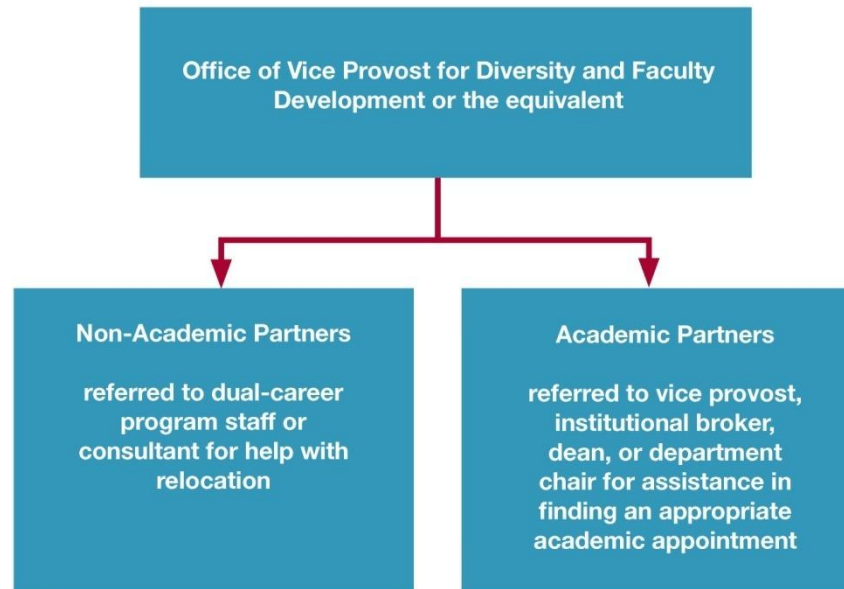 Office of Vice Provost for Diversity and Faculty
Development or the equivalent
Non-Academic Partners
referred to dual-career
program staff or
consultant for help with
relocation
Academic Partners
referred to vice provost,
institutional broker,
dean, or department
chair for assistance in
finding an appropriate
academic appointment